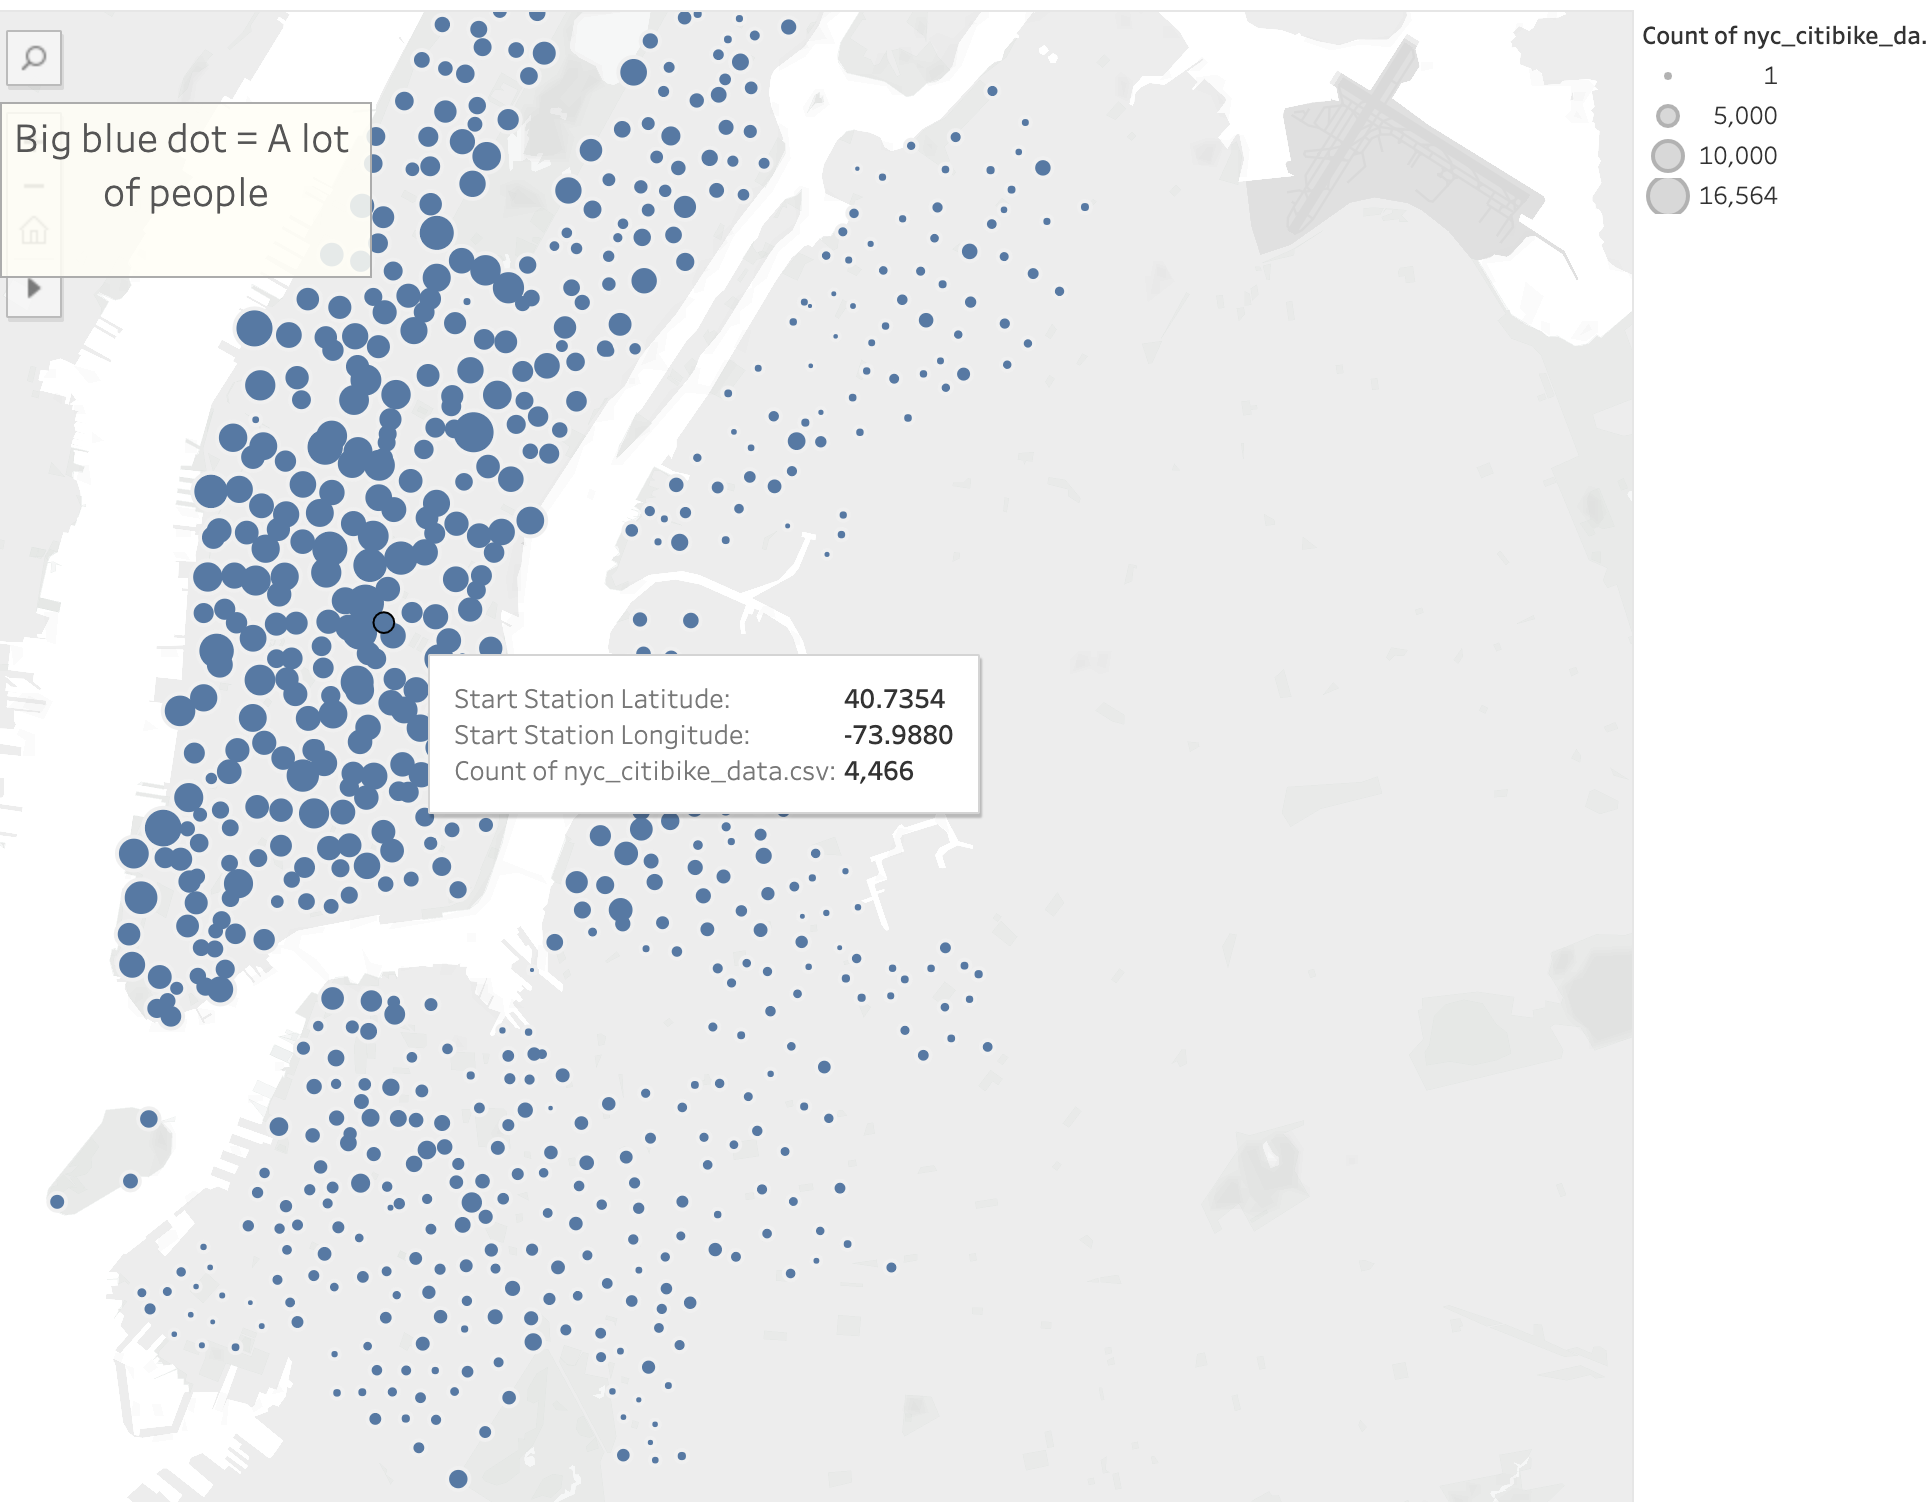 Big blue dot = A lot
of people
Count of nyc_citibike_da.
1
5,000
10,000
16,564
Start Station Latitude: 40.7354
Start Station Longitude: -73.9880
Count of nyc_citibike_data.csv: 4,466